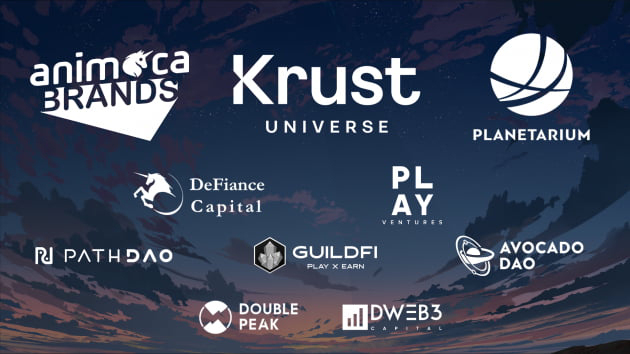 animoca
BRANDS
Krust
UNIVERSE
PLANETARIUM
DeFiance
Capital
PL
AY
VENTURES
PATHDAO
GUILDFI
PLAY X EARN
AVOCADO
DAO
DOUBLE
PEAK
DWEB3
CAPITAL